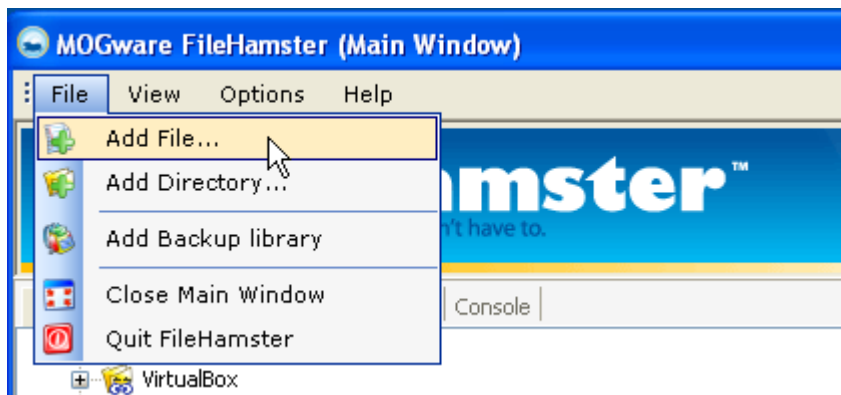 MOGware FileHamster (Main Window)
File View Options Help
Add File...
Add Directory...
Add Backup library
Close Main Window
Quit FileHamster
mster™
n't have to.
Console
VirtualBox